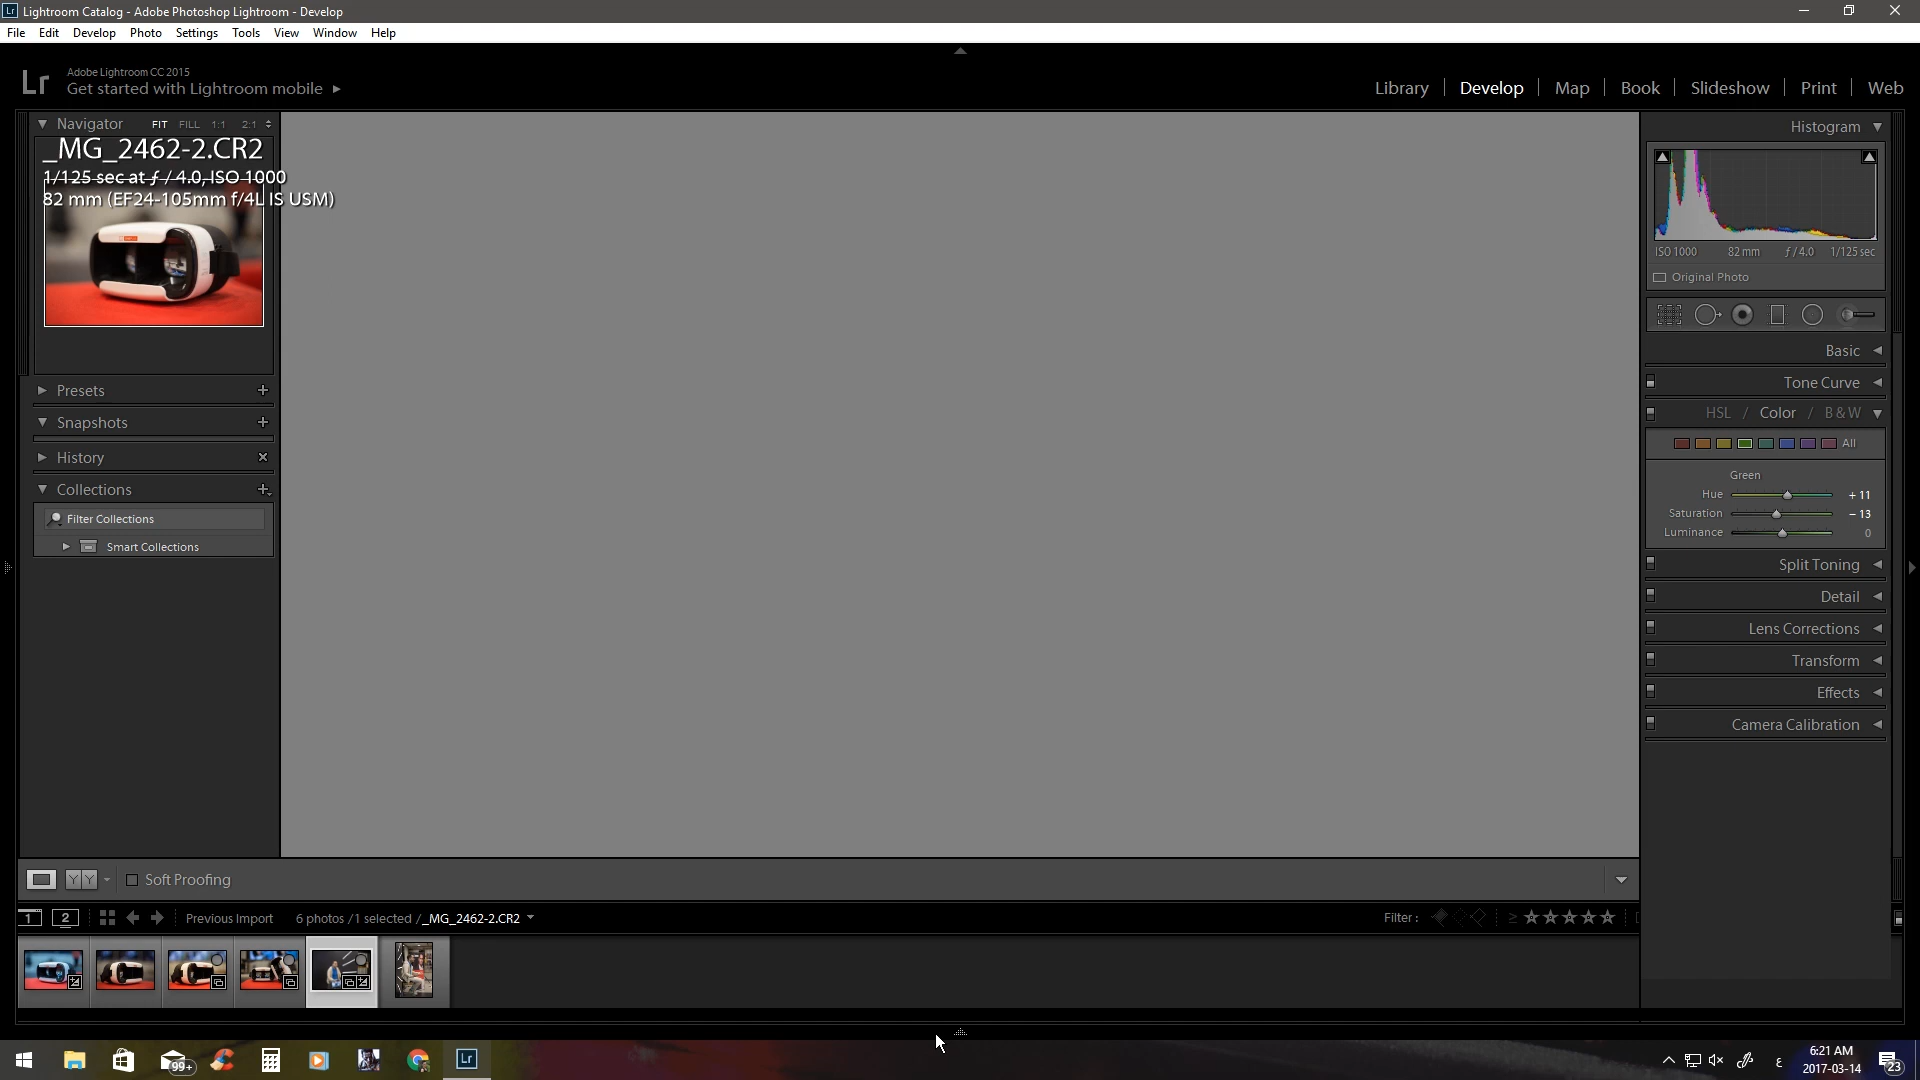 Lightroom Catalog - Adobe Photoshop Lightroom - Develop
File Edit Develop Photo Settings Tools View Window Help
Lr
Adobe Lightroom CC 2015
Get started with Lightroom mobile
Library Develop Map Book Slideshow Print Web
Navigator FIT FILL 1:1 2:1
_MG_2462-2.CR2
1/125 sec at ƒ / 4.0, ISO 1000
82 mm (EF24-105mm f/4L IS USM)
Presets
Snapshots
History
Collections
Filter Collections
Smart Collections
Histogram
ISO 1000 82 mm ƒ / 4.0 1/125 sec
Original Photo
Basic
Tone Curve
HSL / Color / B & W
All
Green
Hue + 11
Saturation – 13
Luminance 0
Split Toning
Detail
Lens Corrections
Transform
Effects
Camera Calibration
Y Y Soft Proofing
1 2 Previous Import 6 photos / 1 selected / _MG_2462-2.CR2
Filter : ≥
99+
Lr
ع
6:21 AM
2017-03-14
23